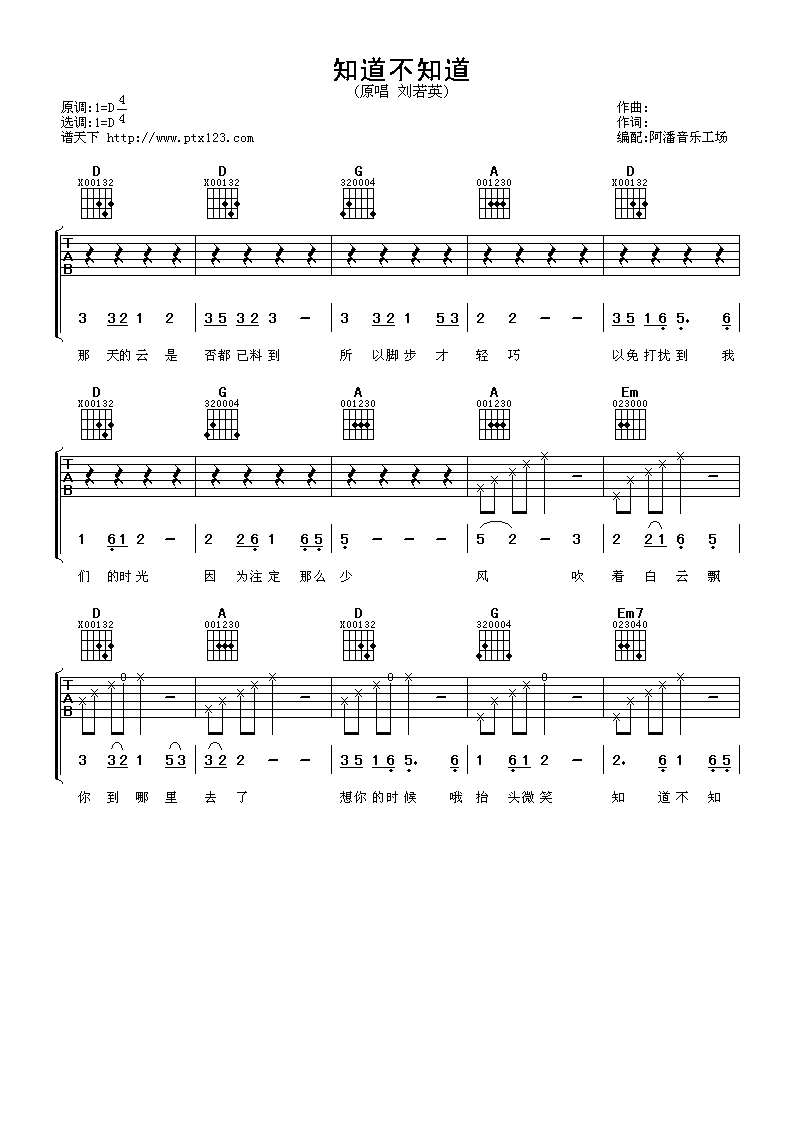 知道不知道
(原唱 刘若英)
原调:1=D 4/4
选调:1=D
谱天下 http://www.ptx123.com
作曲:
作词:
编配:阿潘音乐工场
D D G A D
X00132 X00132 320004 001230 X00132
T
A
B
3 32 1 2 | 35 32 3 - | 3 32 1 53 | 2 2 - - | 35 16 5. 6
那 天的 云 是 否都 已料 到 所 以脚 步 才 轻 巧 以免 打扰 到 我
D G A A Em
X00132 320004 001230 001230 023000
T
A
B
1 61 2 - | 2 26 1 65 | 5 - - - | 5 2 - 3 | 2 21 6 5
们 的时 光 因 为注 定 那么 少 风 吹 着 白 云 飘
D A D G Em7
X00132 001230 X00132 320004 023040
0 0 0
T
A
B
3 32 1 53 | 32 2 - - | 35 16 5. 6 | 1 61 2 - | 2. 6 1 65
你 到 哪 里 去 了 想你 的时 候 哦 抬 头微 笑 知 道 不 知